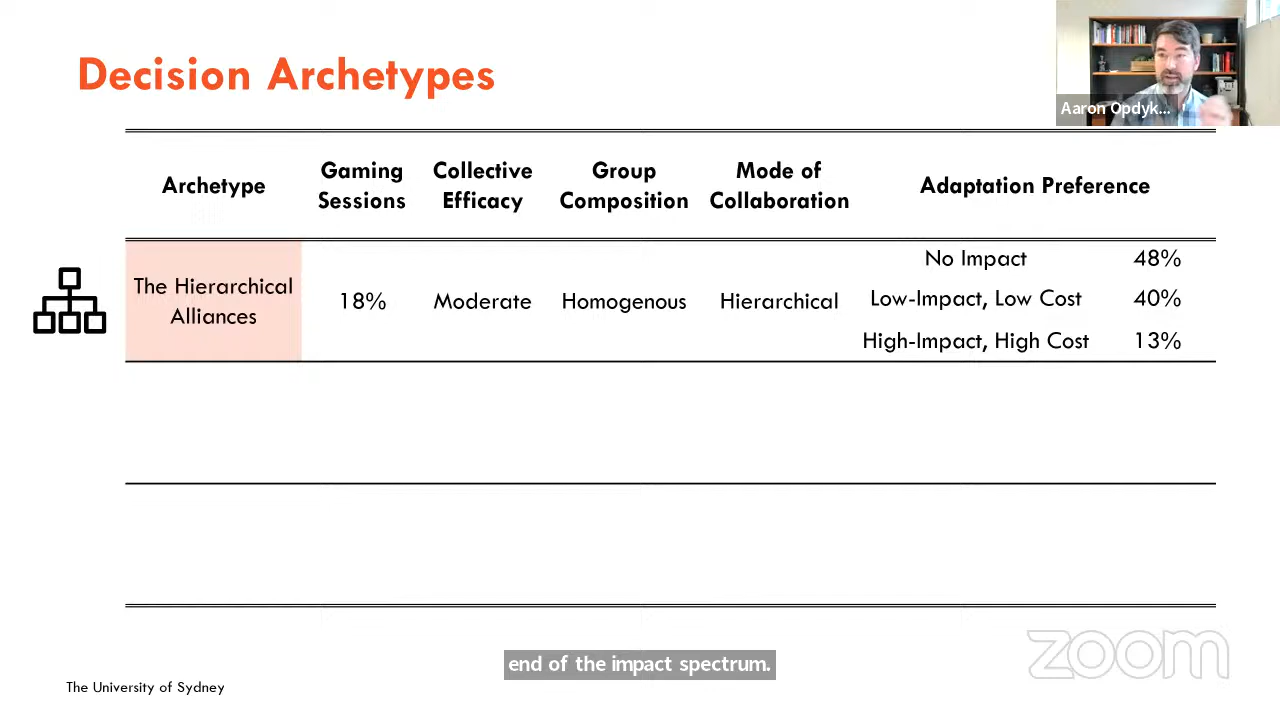 Decision Archetypes
Aaron Opdyk...
Archetype
Gaming
Sessions
Collective
Efficacy
Group
Composition
Mode of
Collaboration
Adaptation Preference
The Hierarchical
Alliances
18%
Moderate
Homogenous
Hierarchical
No Impact 48%
Low-Impact, Low Cost 40%
High-Impact, High Cost 13%
end of the impact spectrum.
zoom
The University of Sydney